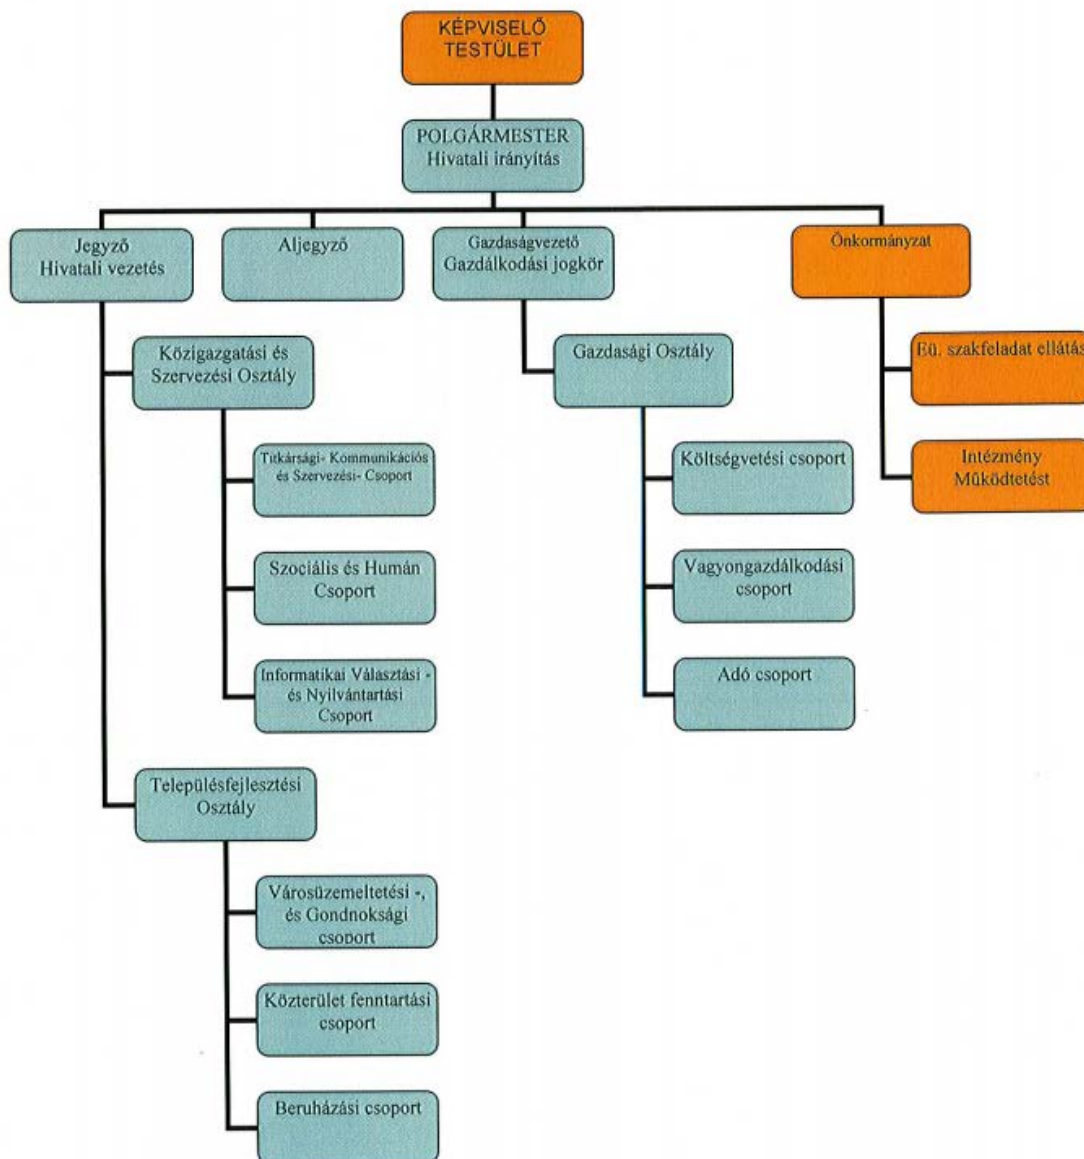 KÉPVISELŐ
TESTÜLET
POLGÁRMESTER
Hivatali irányítás
Jegyző
Hivatali vezetés
Aljegyző
Gazdaságvezető
Gazdálkodási jogkör
Önkormányzat
Közigazgatási és
Szervezési Osztály
Gazdasági Osztály
Eü. szakfeladat ellátás
Titkársági- Kommunikációs
és Szervezési- Csoport
Költségvetési csoport
Intézmény
Működtetést
Szociális és Humán
Csoport
Vagyongazdálkodási
csoport
Informatikai Választási -
és Nyilvántartási
Csoport
Adó csoport
Településfejlesztési
Osztály
Városüzemeltetési -,
és Gondnoksági
csoport
Közterület fenntartási
csoport
Beruházási csoport